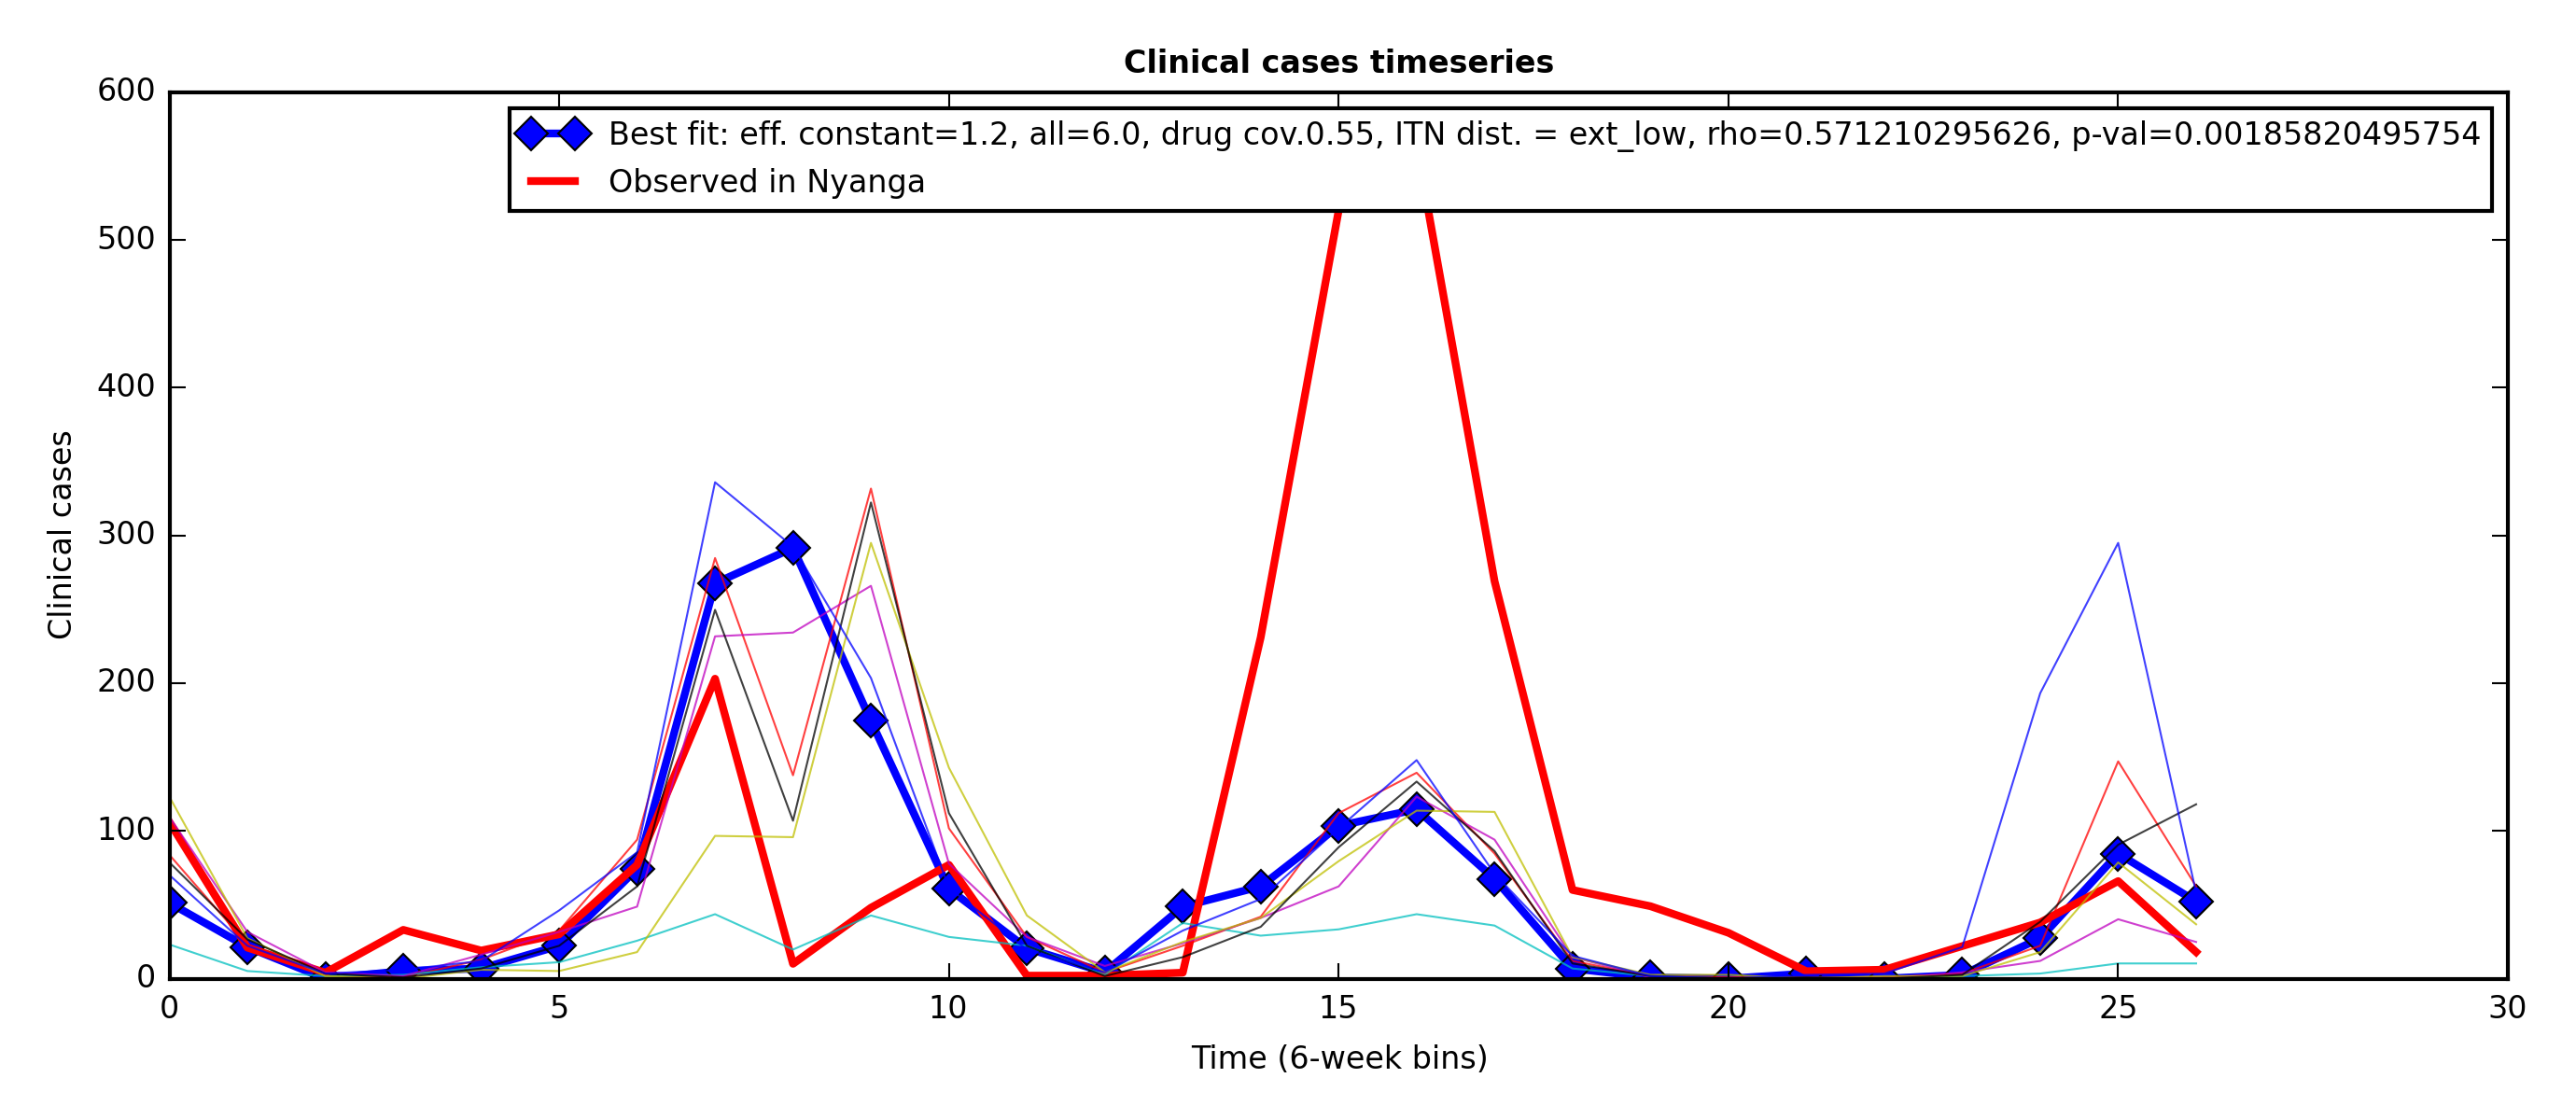 Clinical cases timeseries
600
500
400
300
200
100
0
Clinical cases
Best fit: eff. constant=1.2, all=6.0, drug cov.0.55, ITN dist. = ext_low, rho=0.571210295626, p-val=0.00185820495754
Observed in Nyanga
0 5 10 15 20 25 30
Time (6-week bins)